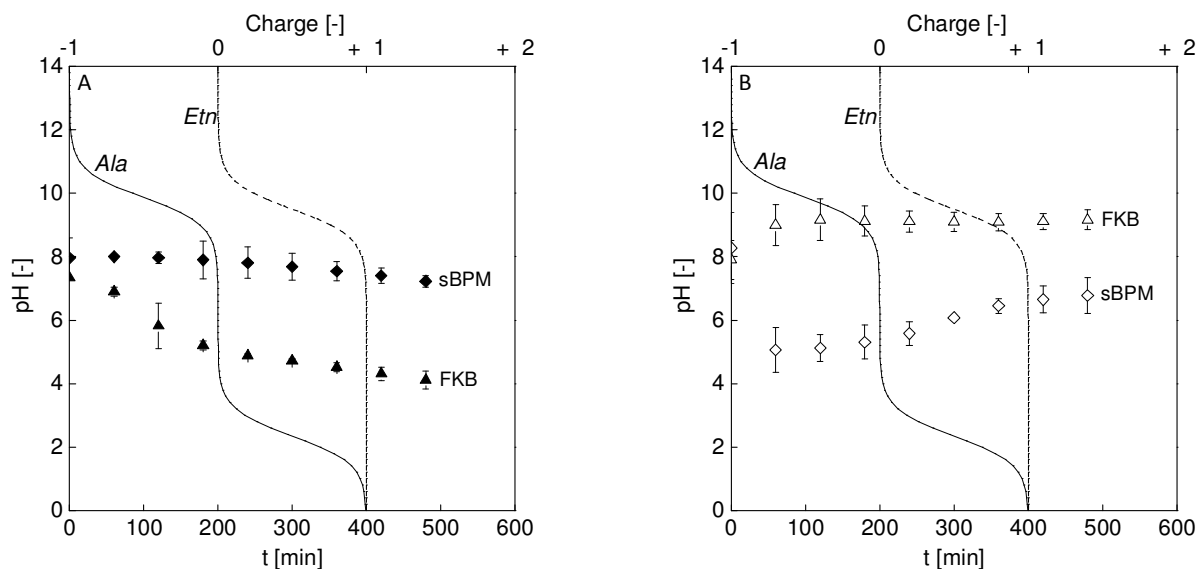 Charge [-]
-1 0 + 1 + 2
14
12
10
8
6
4
2
0
pH [-]
A
Etn
Ala
sBPM
FKB
0 100 200 300 400 500 600
t [min]
Charge [-]
-1 0 + 1 + 2
14
12
10
8
6
4
2
0
pH [-]
B
Etn
Ala
FKB
sBPM
0 100 200 300 400 500 600
t [min]